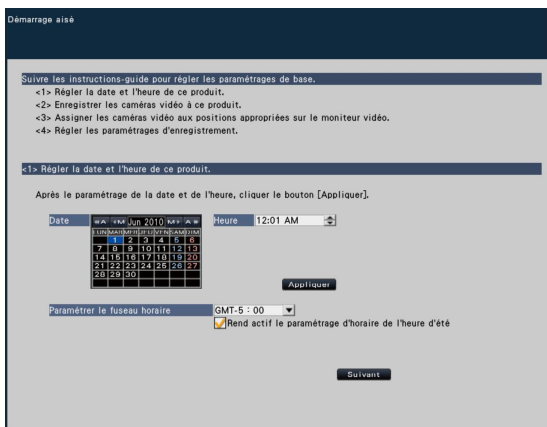 Démarrage aisé
Suivre les instructions-guide pour régler les paramétrages de base.
<1> Régler la date et l'heure de ce produit.
<2> Enregistrer les caméras vidéo à ce produit.
<3> Assigner les caméras vidéo aux positions appropriées sur le moniteur vidéo.
<4> Régler les paramétrages d'enregistrement.
<1> Régler la date et l'heure de ce produit.
Après le paramétrage de la date et de l'heure, cliquer le bouton [Appliquer].
Date «A ‹M Jun 2010 M› A» Heure 12:01 AM
LUN MAR MER JEU VEN SAM DIM
1 2 3 4 5 6
7 8 9 10 11 12 13
14 15 16 17 18 19 20
21 22 23 24 25 26 27
28 29 30
Appliquer
Paramétrer le fuseau horaire GMT-5 : 00
Rend actif le paramétrage d'horaire de l'heure d'été
Suivant